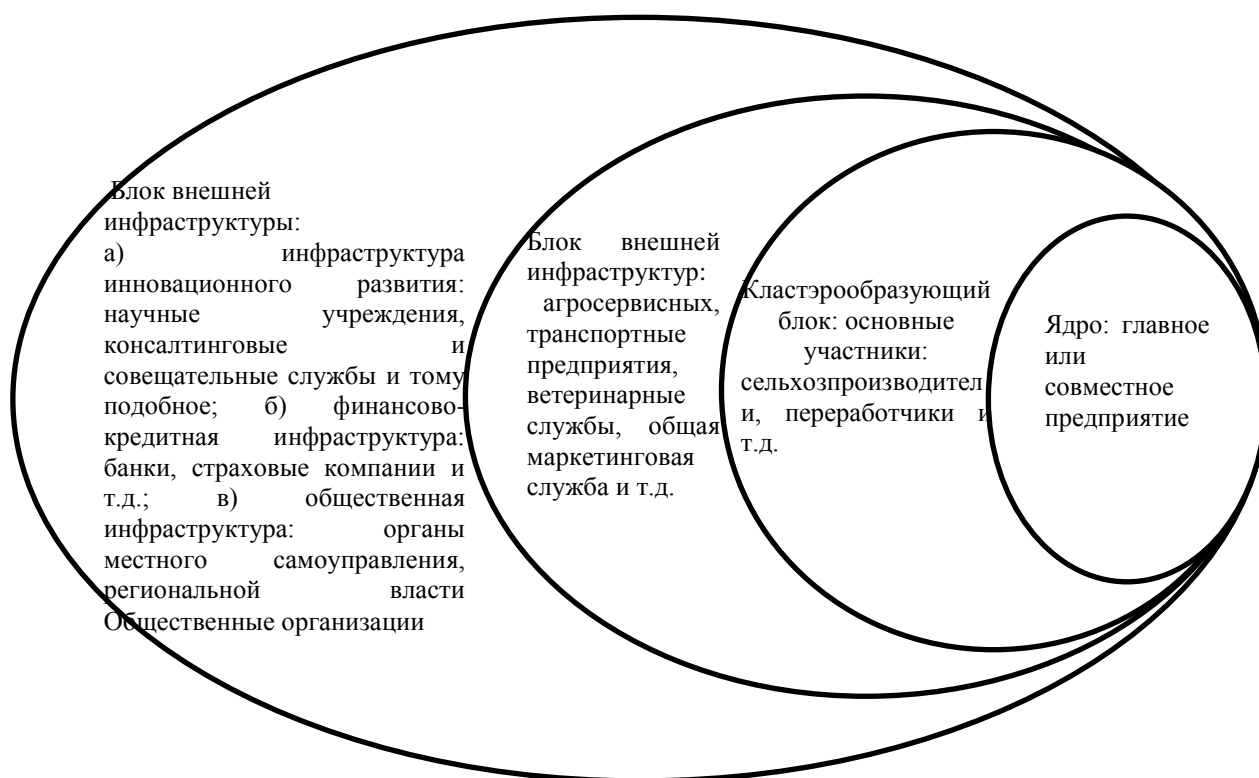 Блок внешней
инфраструктуры:
а) инфраструктура
инновационного развития:
научные учреждения,
консалтинговые и
совещательные службы и тому
подобное; б) финансово-
кредитная инфраструктура:
банки, страховые компании и
т.д.; в) общественная
инфраструктура: органы
местного самоуправления,
региональной власти
Общественные организации
Блок внешней
инфраструктур:
агросервисных,
транспортные
предприятия,
ветеринарные
службы, общая
маркетинговая
служба и т.д.
Кластэрообразующий
блок: основные
участники:
сельхозпроизводител
и, переработчики и
т.д.
Ядро: главное
или
совместное
предприятие